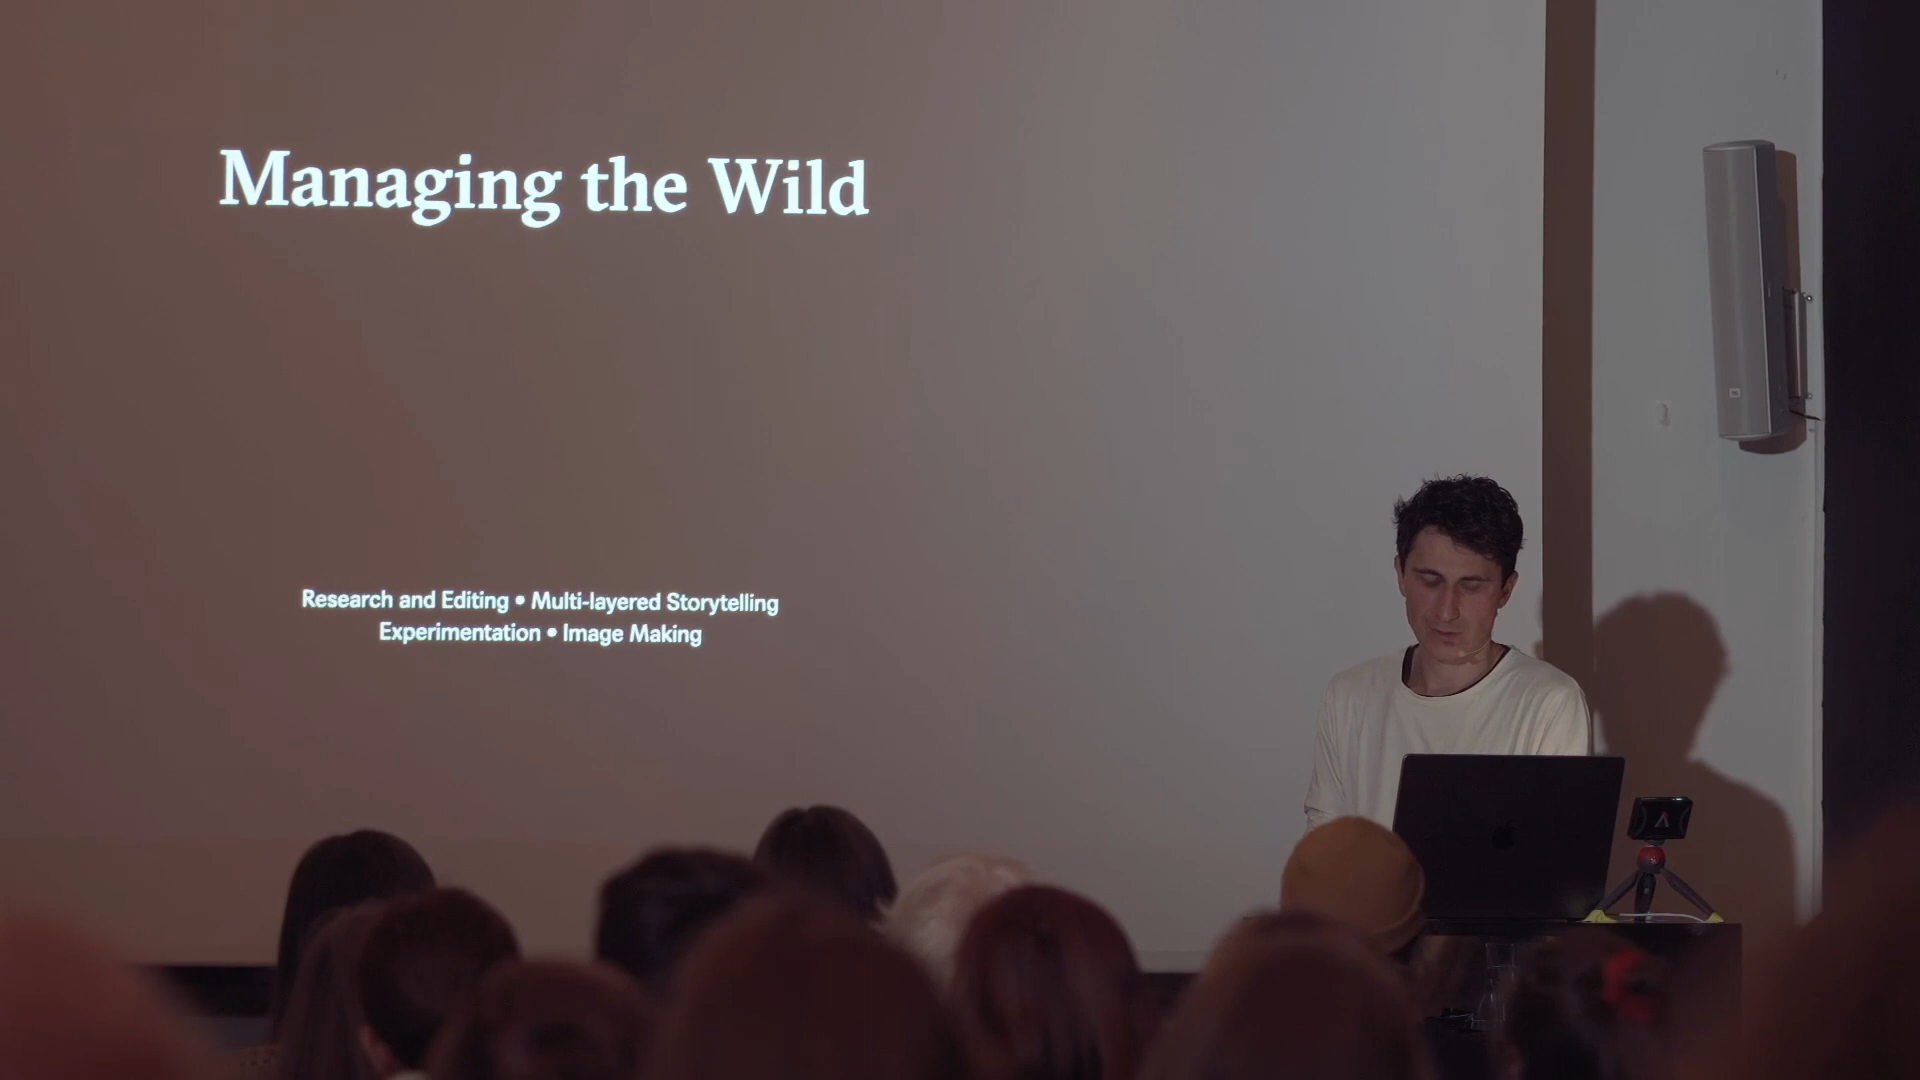 Managing the Wild
Research and Editing • Multi-layered Storytelling
Experimentation • Image Making